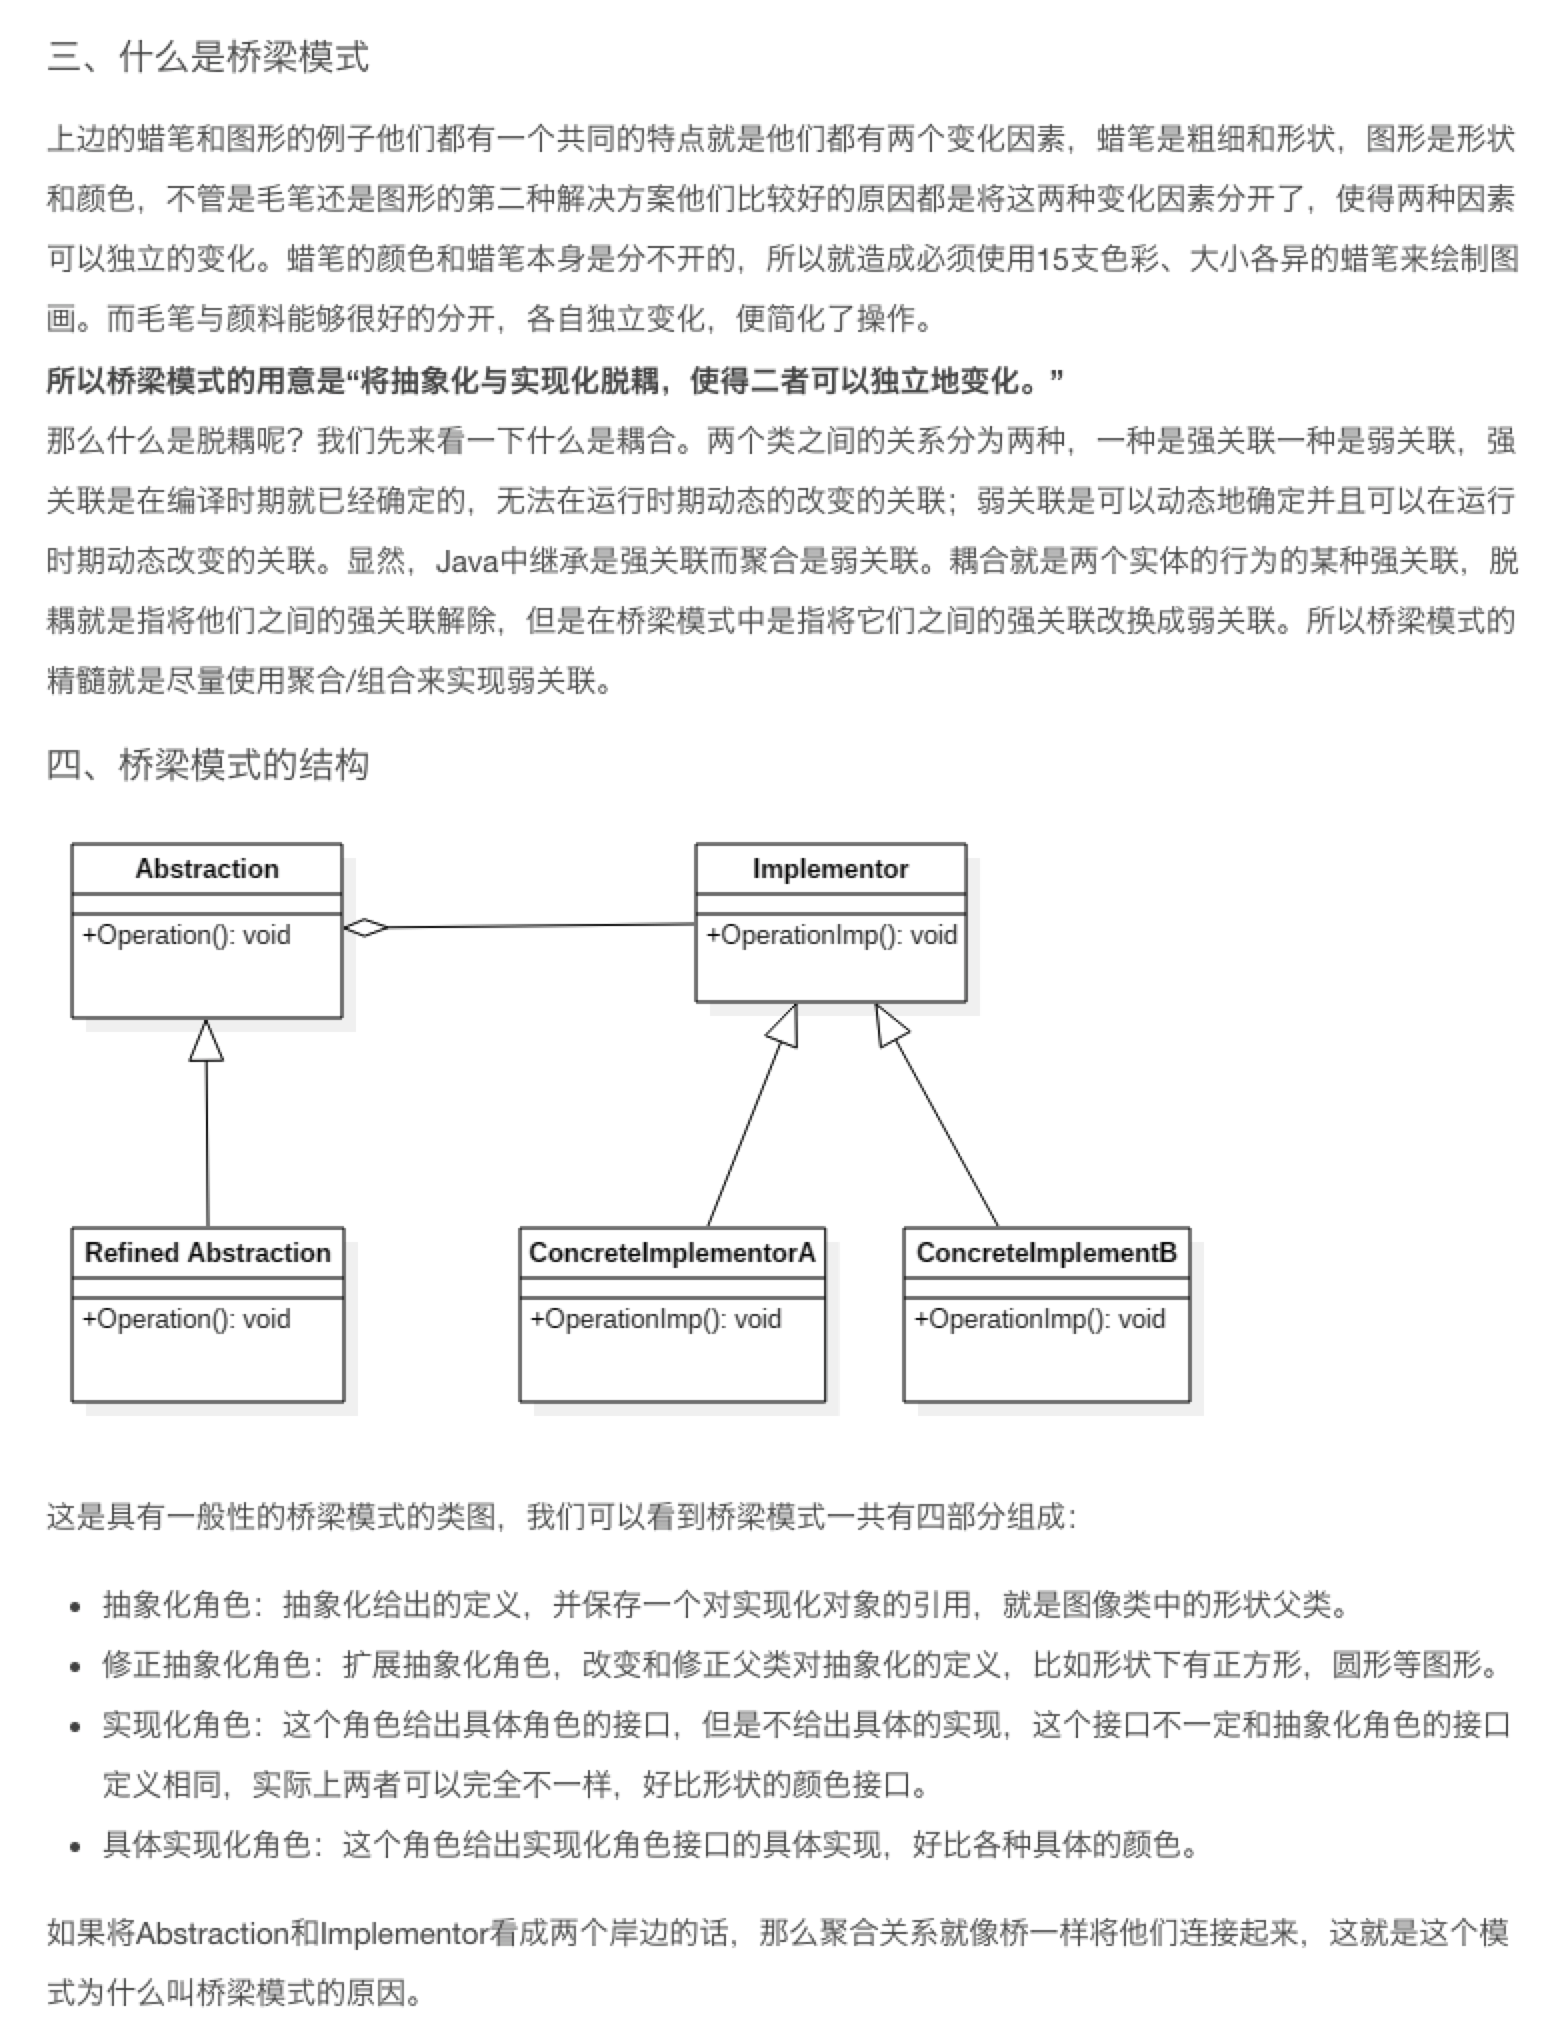 三、什么是桥梁模式
上边的蜡笔和图形的例子他们都有一个共同的特点就是他们都有两个变化因素，蜡笔是粗细和形状，图形是形状
和颜色，不管是毛笔还是图形的第二种解决方案他们比较好的原因都是将这两种变化因素分开了，使得两种因素
可以独立的变化。蜡笔的颜色和蜡笔本身是分不开的，所以就造成必须使用15支色彩、大小各异的蜡笔来绘制图
画。而毛笔与颜料能够很好的分开，各自独立变化，便简化了操作。
所以桥梁模式的用意是“将抽象化与实现化脱耦，使得二者可以独立地变化。”
那么什么是脱耦呢？我们先来看一下什么是耦合。两个类之间的关系分为两种，一种是强关联一种是弱关联，强
关联是在编译时期就已经确定的，无法在运行时期动态的改变的关联；弱关联是可以动态地确定并且可以在运行
时期动态改变的关联。显然，Java中继承是强关联而聚合是弱关联。耦合就是两个实体的行为的某种强关联，脱
耦就是指将他们之间的强关联解除，但是在桥梁模式中是指将它们之间的强关联改换成弱关联。所以桥梁模式的
精髓就是尽量使用聚合/组合来实现弱关联。
四、桥梁模式的结构
Abstraction
+Operation(): void
Implementor
+OperationImp(): void
Refined Abstraction
+Operation(): void
ConcreteImplementorA
+OperationImp(): void
ConcreteImplementB
+OperationImp(): void
这是具有一般性的桥梁模式的类图，我们可以看到桥梁模式一共有四部分组成：
• 抽象化角色：抽象化给出的定义，并保存一个对实现化对象的引用，就是图像类中的形状父类。
• 修正抽象化角色：扩展抽象化角色，改变和修正父类对抽象化的定义，比如形状下有正方形，圆形等图形。
• 实现化角色：这个角色给出具体角色的接口，但是不给出具体的实现，这个接口不一定和抽象化角色的接口
定义相同，实际上两者可以完全不一样，好比形状的颜色接口。
• 具体实现化角色：这个角色给出实现化角色接口的具体实现，好比各种具体的颜色。
如果将Abstraction和Implementor看成两个岸边的话，那么聚合关系就像桥一样将他们连接起来，这就是这个模
式为什么叫桥梁模式的原因。